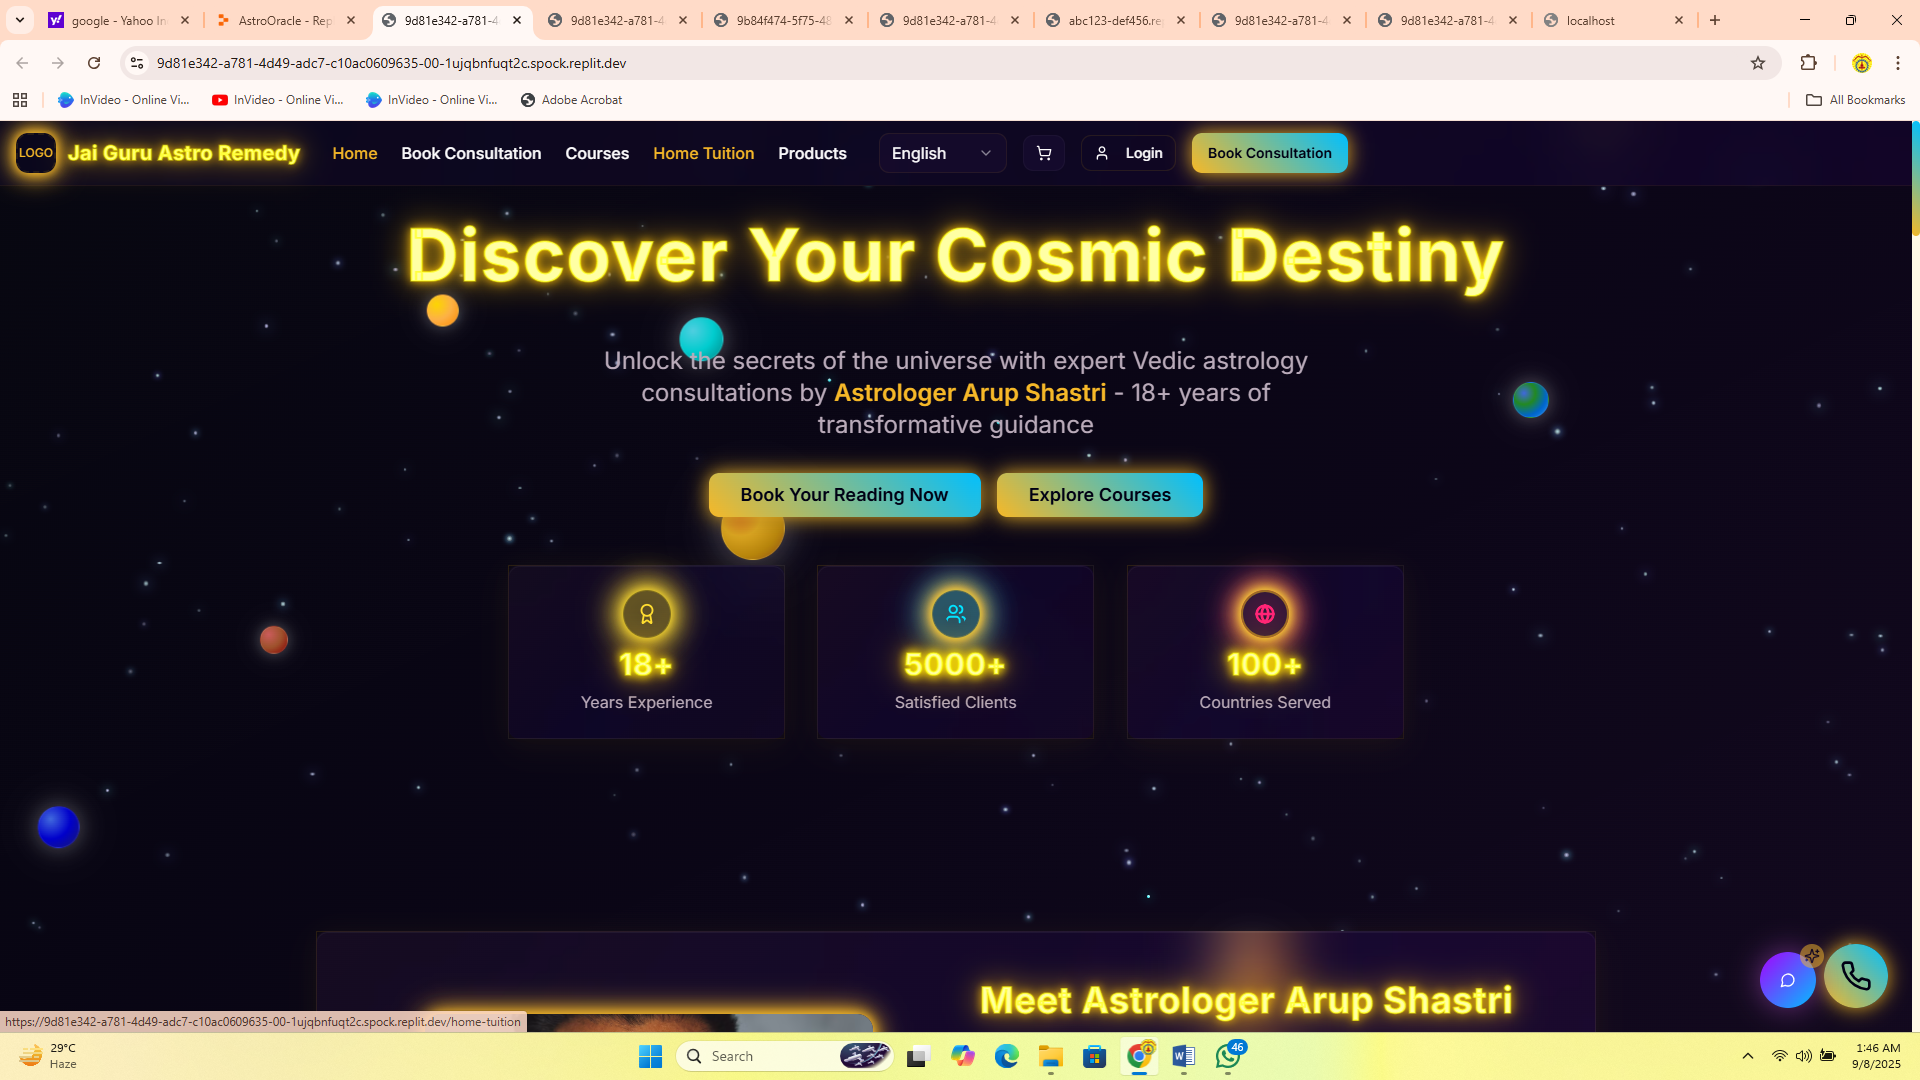 google - Yahoo In
AstroOracle - Rep
9d81e342-a781-4
9d81e342-a781-4
9b84f474-5f75-48
9d81e342-a781-4
abc123-def456.re
9d81e342-a781-4
9d81e342-a781-4
localhost
9d81e342-a781-4d49-adc7-c10ac0609635-00-1ujqbnfuqt2c.spock.replit.dev
InVideo - Online Vi...
InVideo - Online Vi...
InVideo - Online Vi...
Adobe Acrobat
All Bookmarks
LOGO
Jai Guru Astro Remedy
Home
Book Consultation
Courses
Home Tuition
Products
English
Login
Book Consultation
Discover Your Cosmic Destiny
Unlock the secrets of the universe with expert Vedic astrology
consultations by Astrologer Arup Shastri - 18+ years of
transformative guidance
Book Your Reading Now
Explore Courses
18+
Years Experience
5000+
Satisfied Clients
100+
Countries Served
Meet Astrologer Arup Shastri
https://9d81e342-a781-4d49-adc7-c10ac0609635-00-1ujqbnfuqt2c.spock.replit.dev/home-tuition
29°C
Haze
Search
46
1:46 AM
9/8/2025